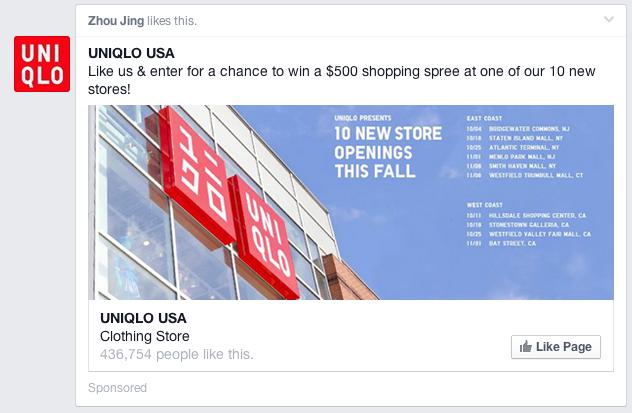 Zhou Jing likes this.
UNI
QLO
UNIQLO USA
Like us & enter for a chance to win a $500 shopping spree at one of our 10 new
stores!
ユニ
クロ
UNI
QLO
UNIQLO PRESENTS
10 NEW STORE
OPENINGS
THIS FALL
EAST COAST
10/04 BRIDGEWATER COMMONS, NJ
10/18 STATEN ISLAND MALL, NY
10/25 ATLANTIC TERMINAL, NY
11/01 MENLO PARK MALL, NJ
11/08 SMITH HAVEN MALL, NY
11/08 WESTFIELD TRUMBULL MALL, CT
WEST COAST
10/11 HILLSDALE SHOPPING CENTER, CA
10/18 STONESTOWN GALLERIA, CA
10/25 WESTFIELD VALLEY FAIR MALL, CA
11/01 BAY STREET, CA
UNIQLO USA
Clothing Store
436,754 people like this.
Like Page
Sponsored